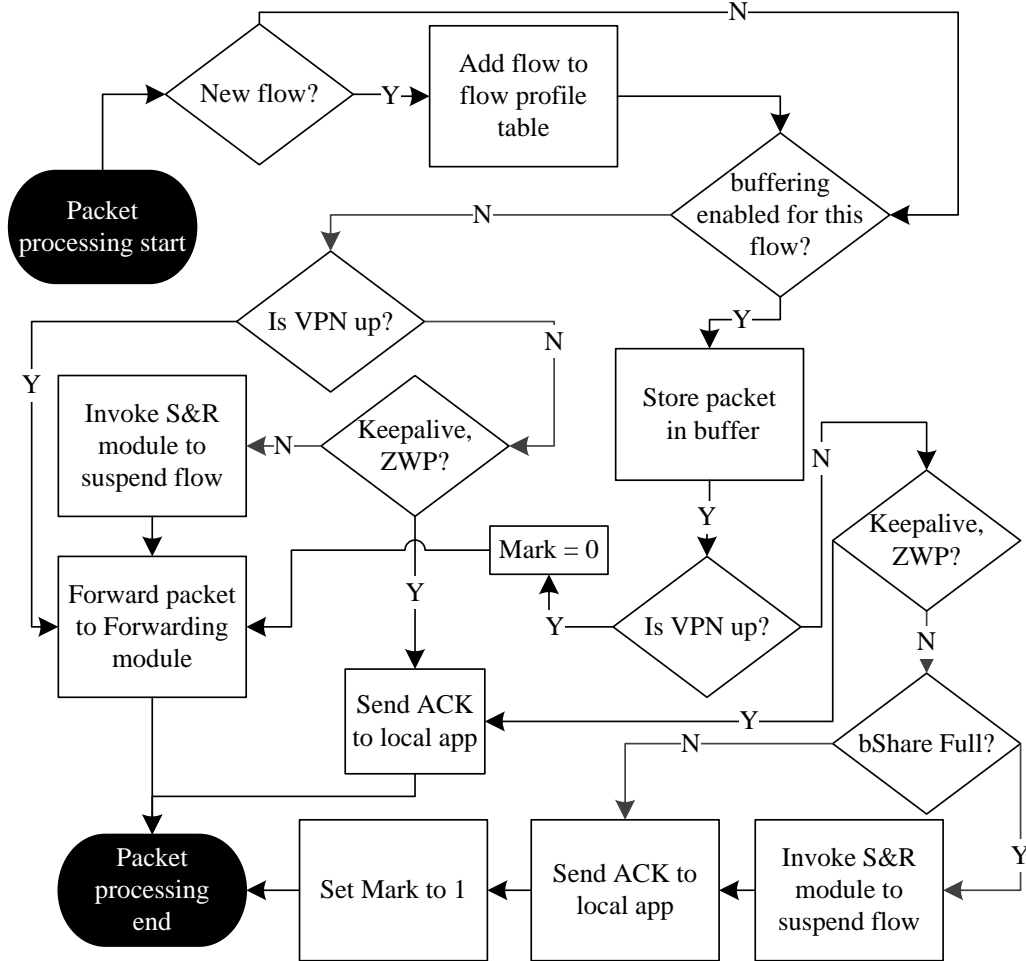 N
New flow?
Y
Add flow to
flow profile
table
Packet
processing start
buffering
enabled for this
flow?
N
Is VPN up?
Y
N
Y
Invoke S&R
module to
suspend flow
N
Keepalive,
ZWP?
Store packet
in buffer
N
Keepalive,
ZWP?
Y
Mark = 0
Y
Forward packet
to Forwarding
module
Y
Is VPN up?
N
Send ACK
to local app
Y
N
bShare Full?
Y
Packet
processing
end
Set Mark to 1
Send ACK to
local app
Invoke S&R
module to
suspend flow